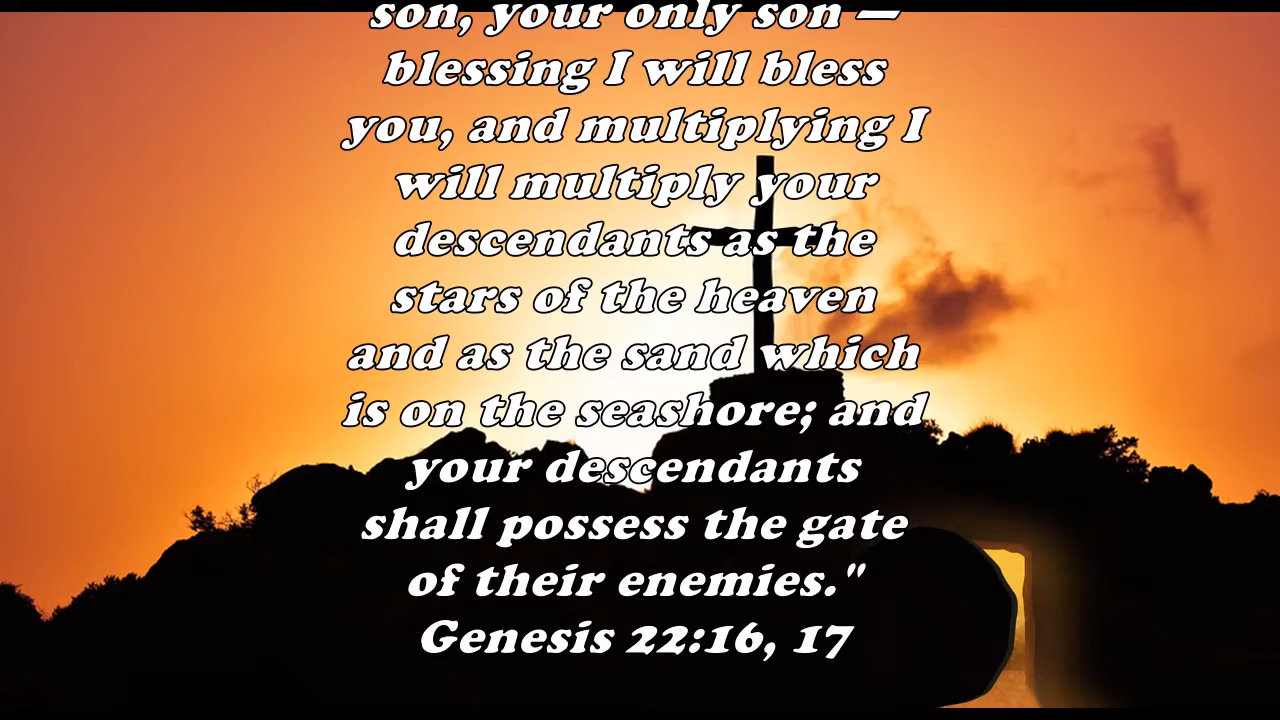 son, your only son —
blessing I will bless
you, and multiplying I
will multiply your
descendants as the
stars of the heaven
and as the sand which
is on the seashore; and
your descendants
shall possess the gate
of their enemies."
Genesis 22:16, 17